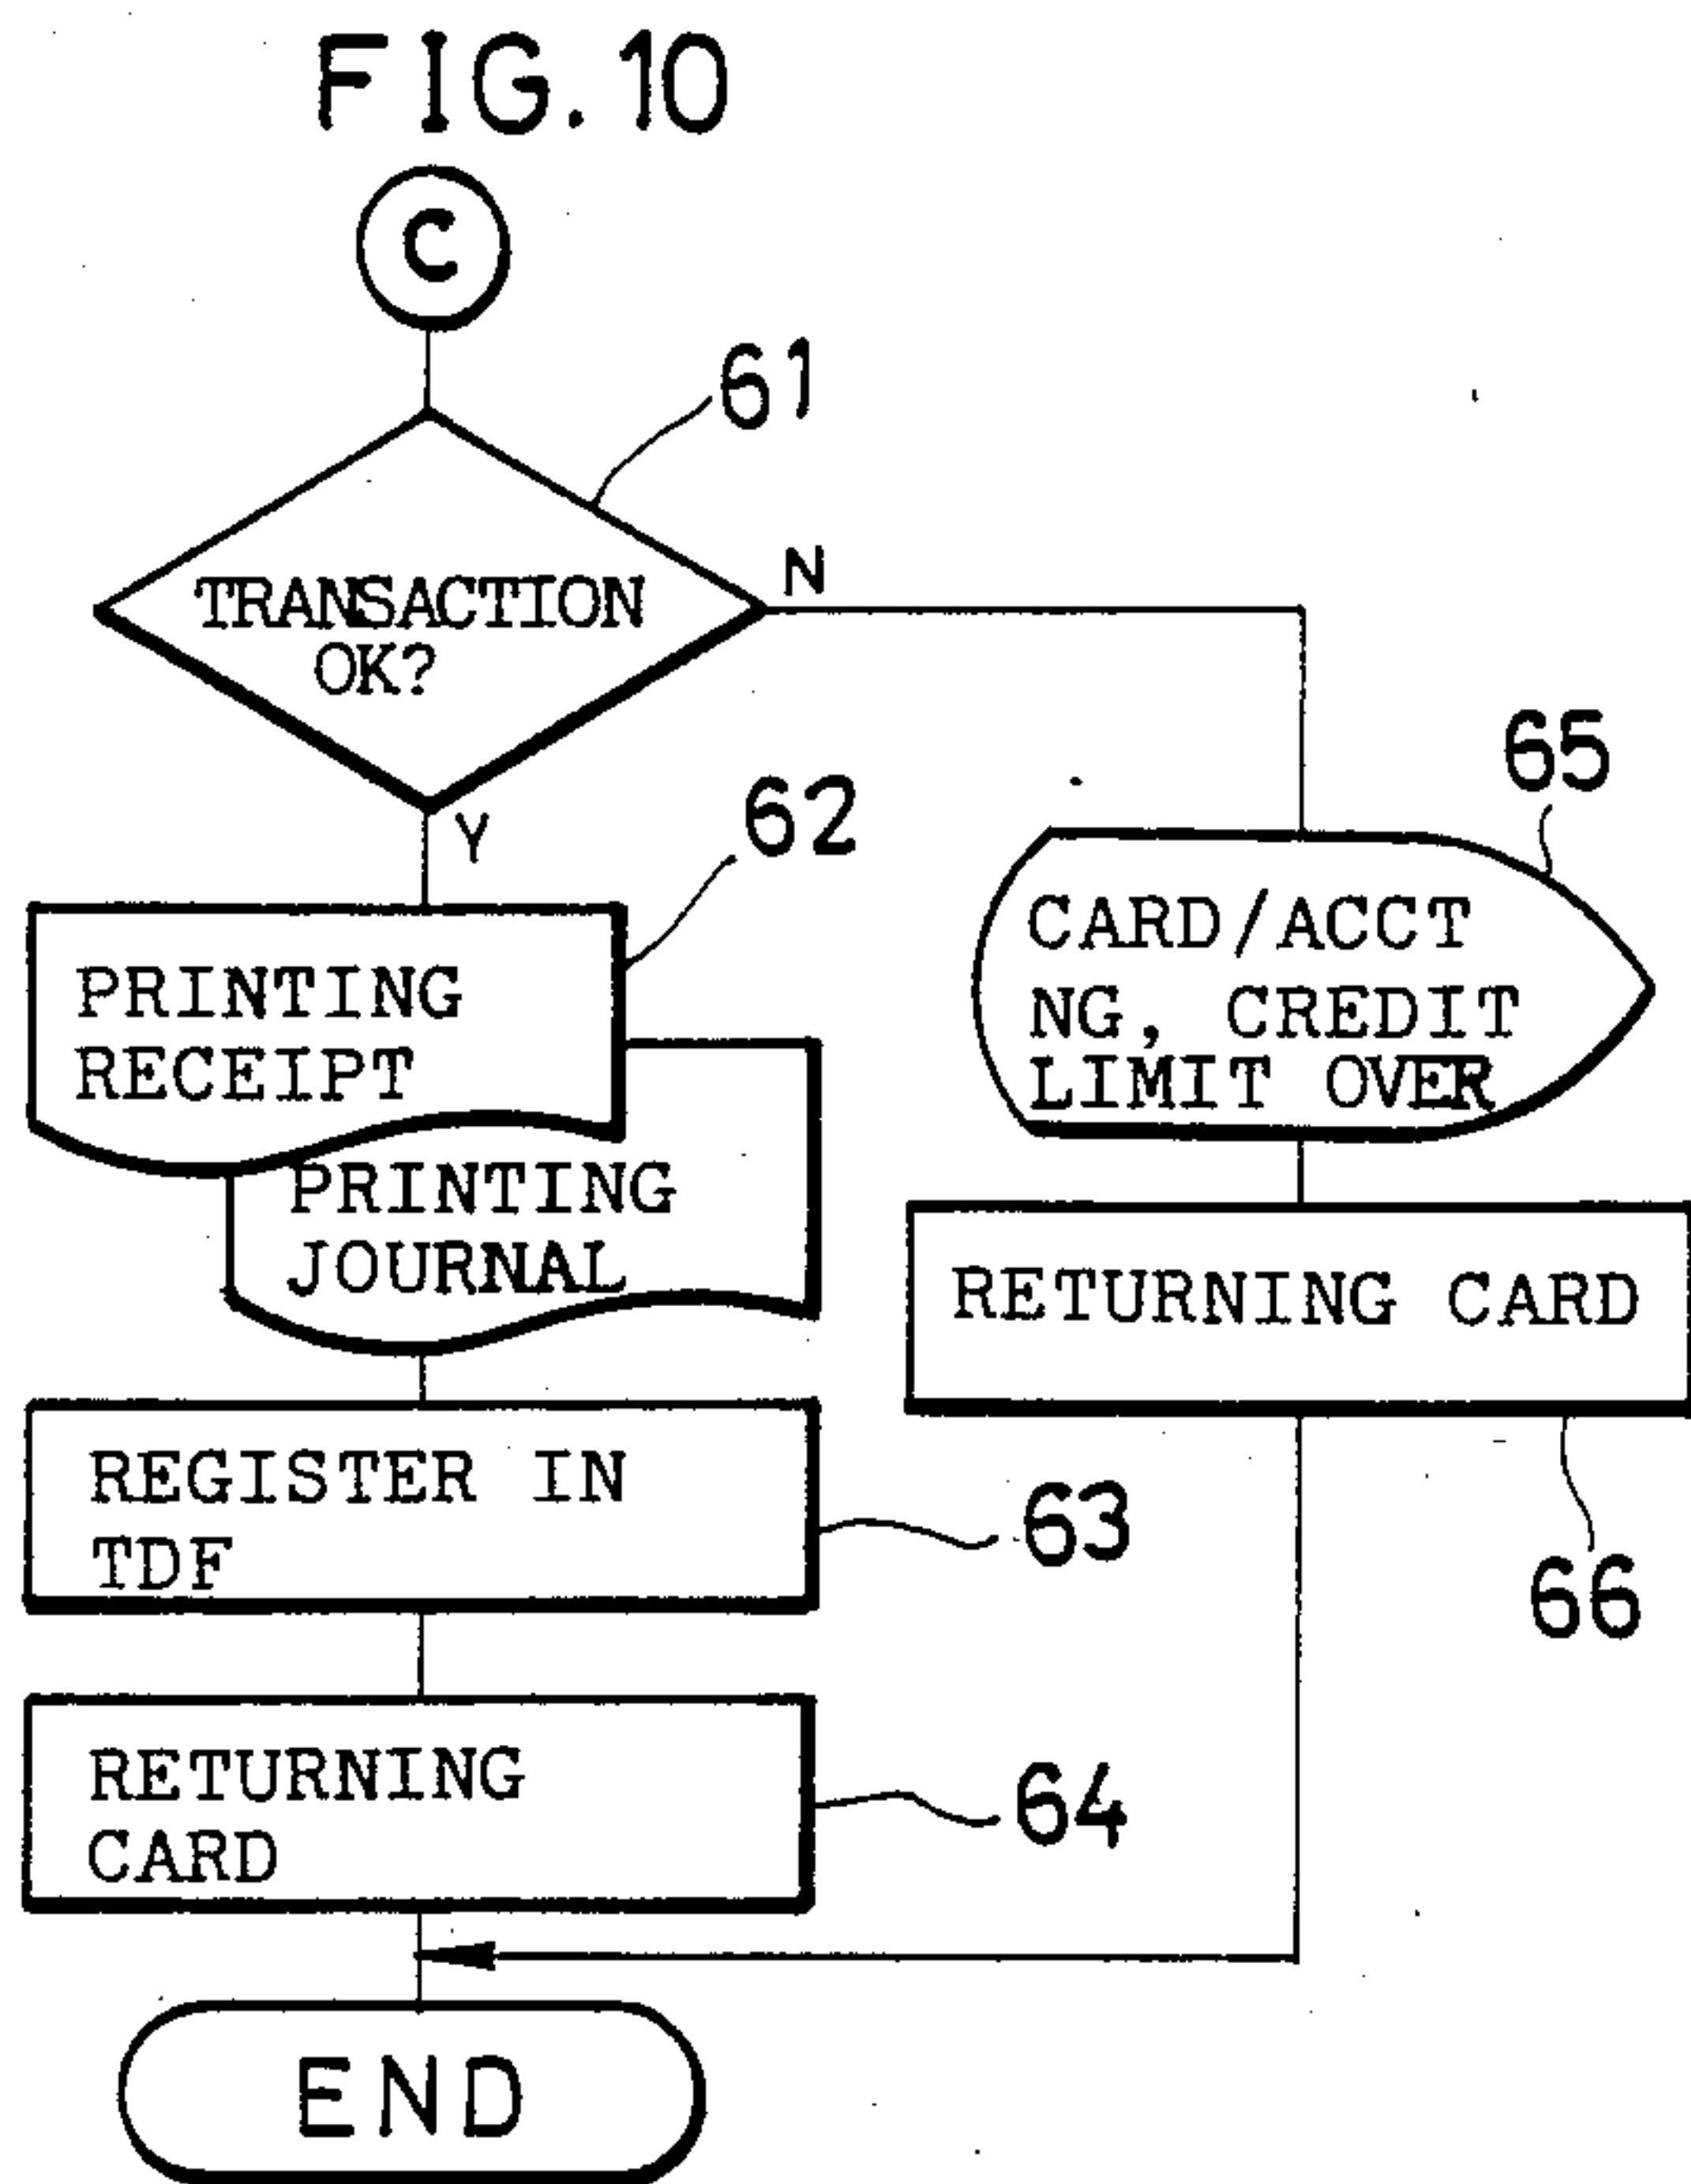 FIG.10
C
61
TRANSACTION
OK?
N
Y
62
PRINTING
RECEIPT
PRINTING
JOURNAL
65
CARD/ACCT
NG, CREDIT
LIMIT OVER
RETURNING CARD
66
REGISTER IN
TDF
63
RETURNING
CARD
64
END